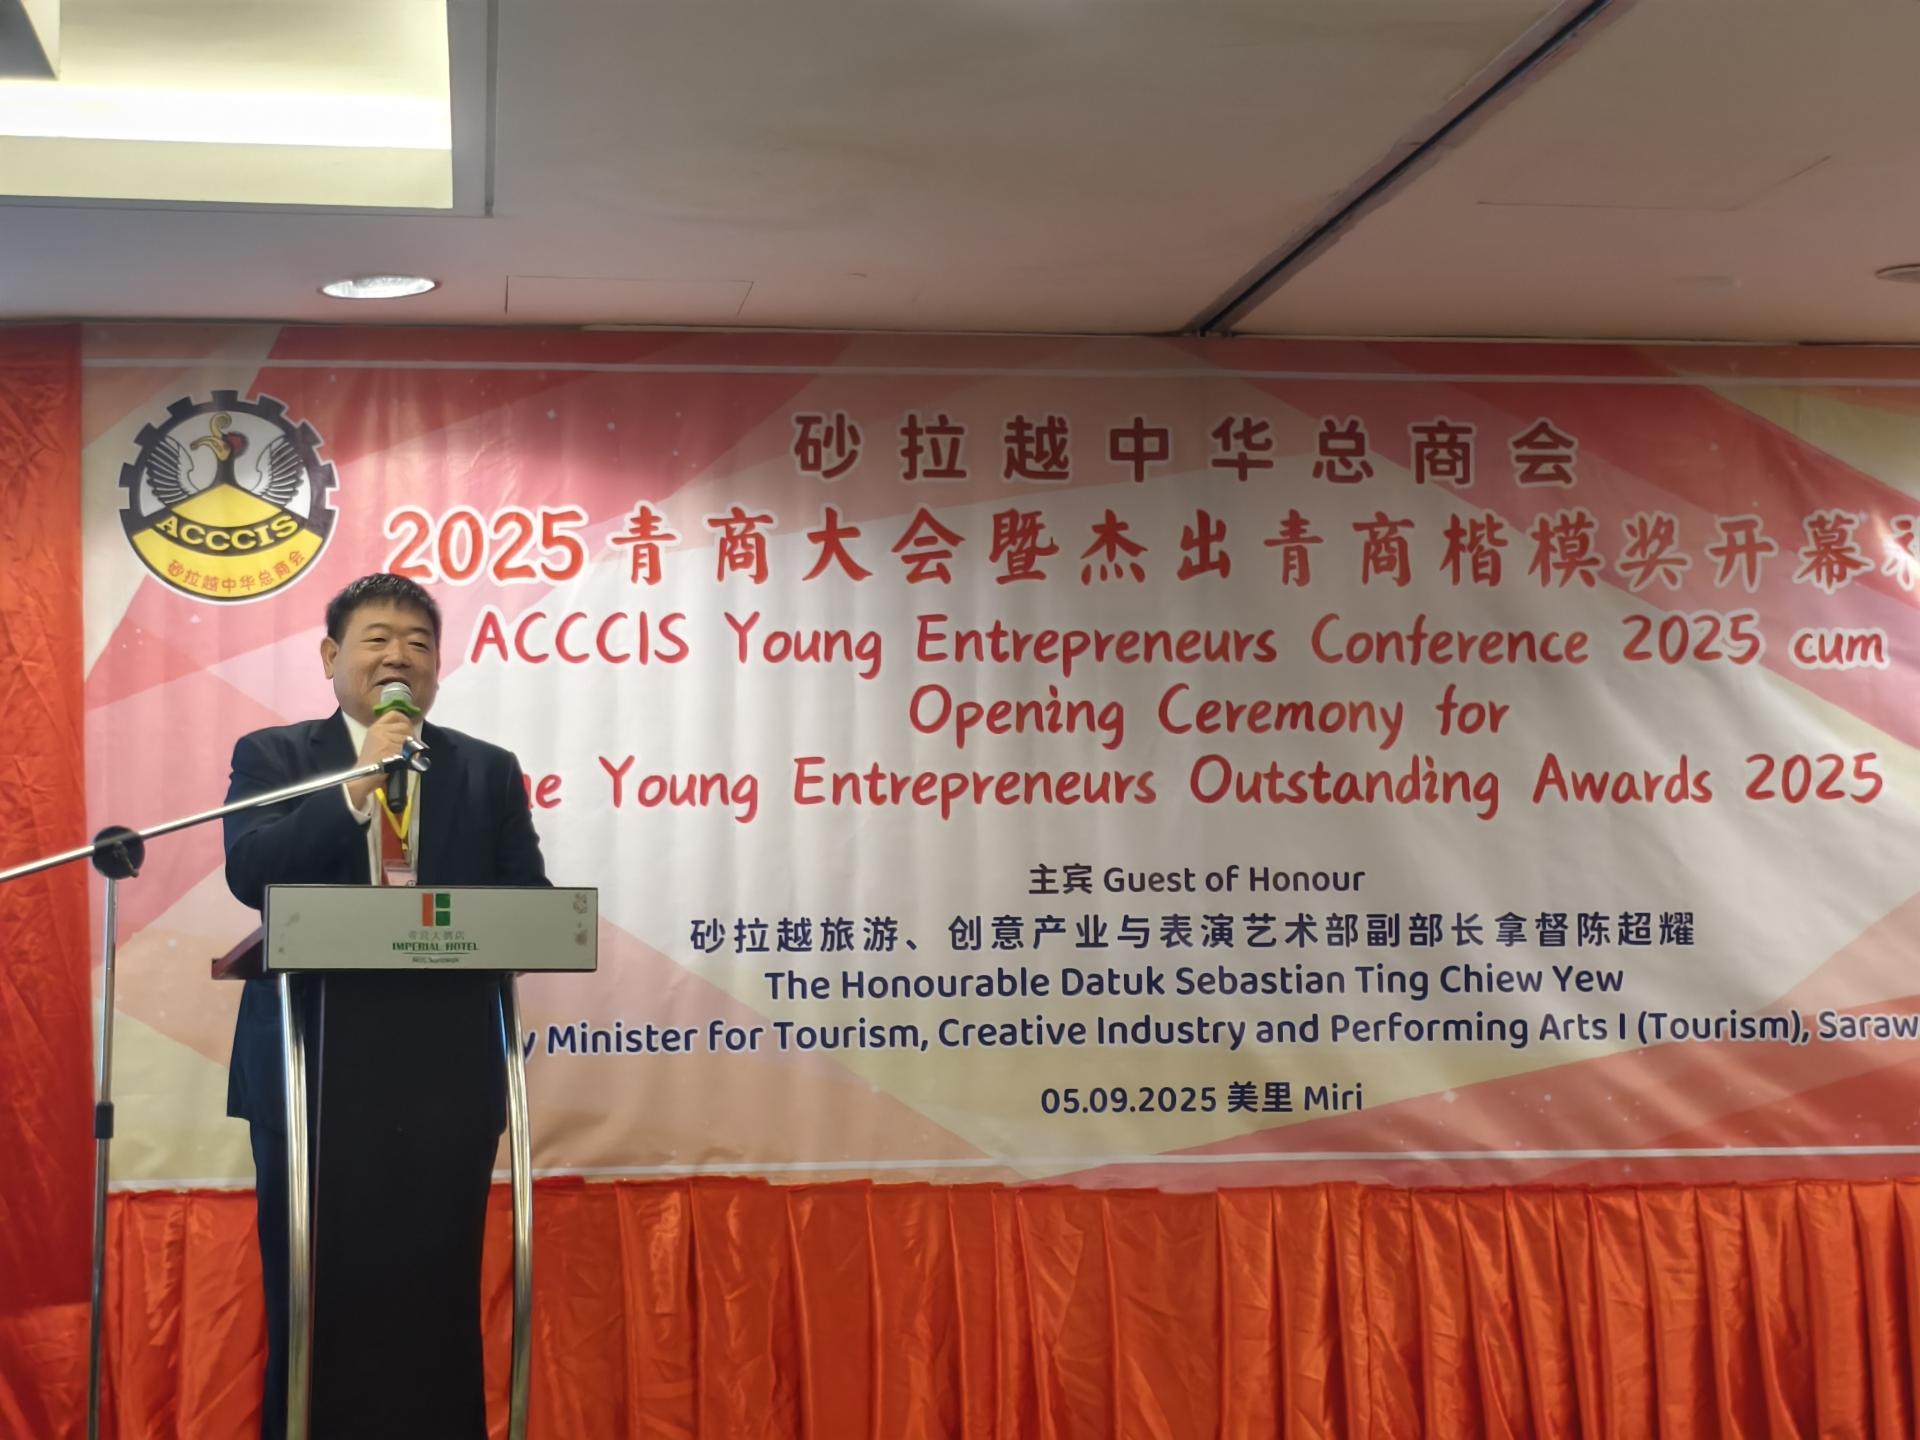 砂拉越中华总商会
2025青商大会暨杰出青商楷模奖开幕
ACCCIS Young Entrepreneurs Conference 2025 cum
Opening Ceremony for
Young Entrepreneurs Outstanding Awards 2025
主宾 Guest of Honour
砂拉越旅游、创意产业与表演艺术部副部长拿督陈超耀
The Honourable Datuk Sebastian Ting Chiew Yew
Minister for Tourism, Creative Industry and Performing Arts I (Tourism),
05.09.2025 美里 Miri
ACCCIS
砂拉越中华总商会
IMPERIAL HOTEL